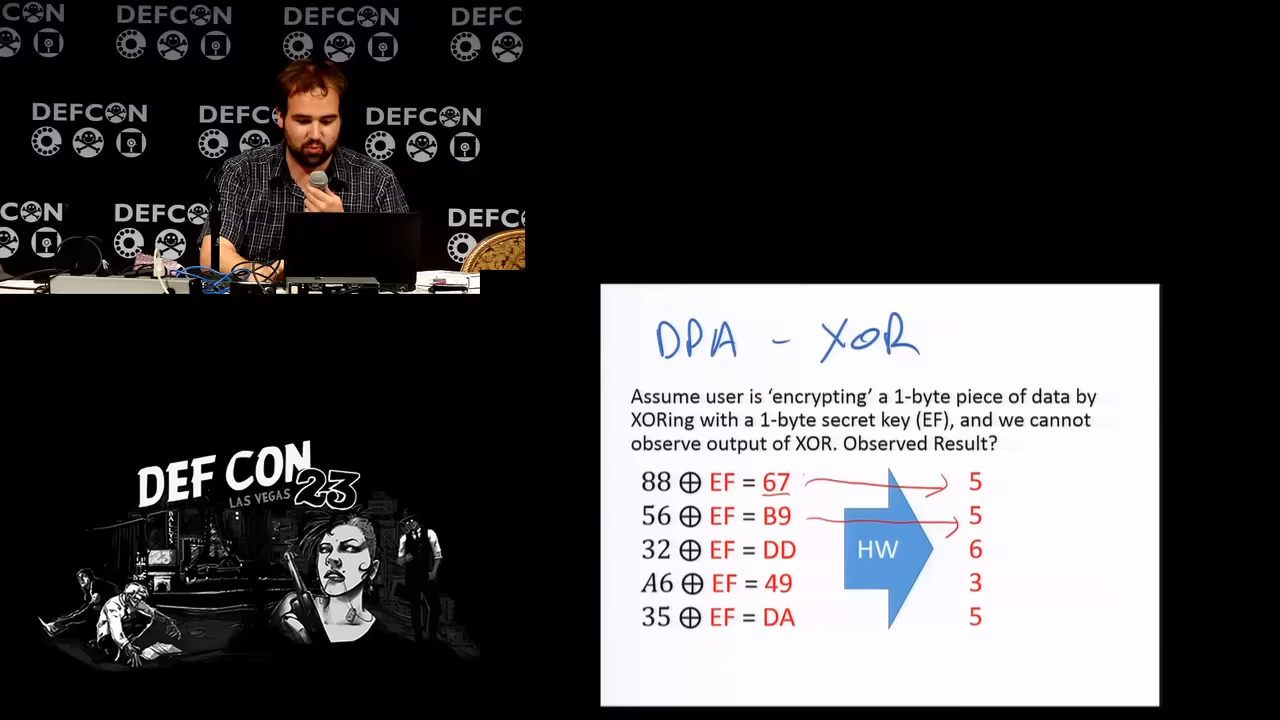 DEFCON DEFCON DEFCON
DEFCON DEFCON DEFCON
DEFCON DEFCON
DPA - XOR
Assume user is ‘encrypting’ a 1-byte piece of data by
XORing with a 1-byte secret key (EF), and we cannot
observe output of XOR. Observed Result?
88 ⊕ EF = 67 5
56 ⊕ EF = B9 5
32 ⊕ EF = DD HW 6
A6 ⊕ EF = 49 3
35 ⊕ EF = DA 5
DEF CON
LAS VEGAS 23
BALLYS